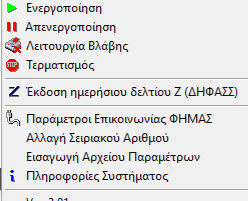 Ενεργοποίηση
Απενεργοποίηση
Λειτουργία Βλάβης
Τερματισμός
Έκδοση ημερήσιου δελτίου Ζ (ΔΗΦΑΣΣ)
Παράμετροι Επικοινωνίας ΦΗΜΑΣ
Αλλαγή Σειριακού Αριθμού
Εισαγωγή Αρχείου Παραμέτρων
Πληροφορίες Συστήματος